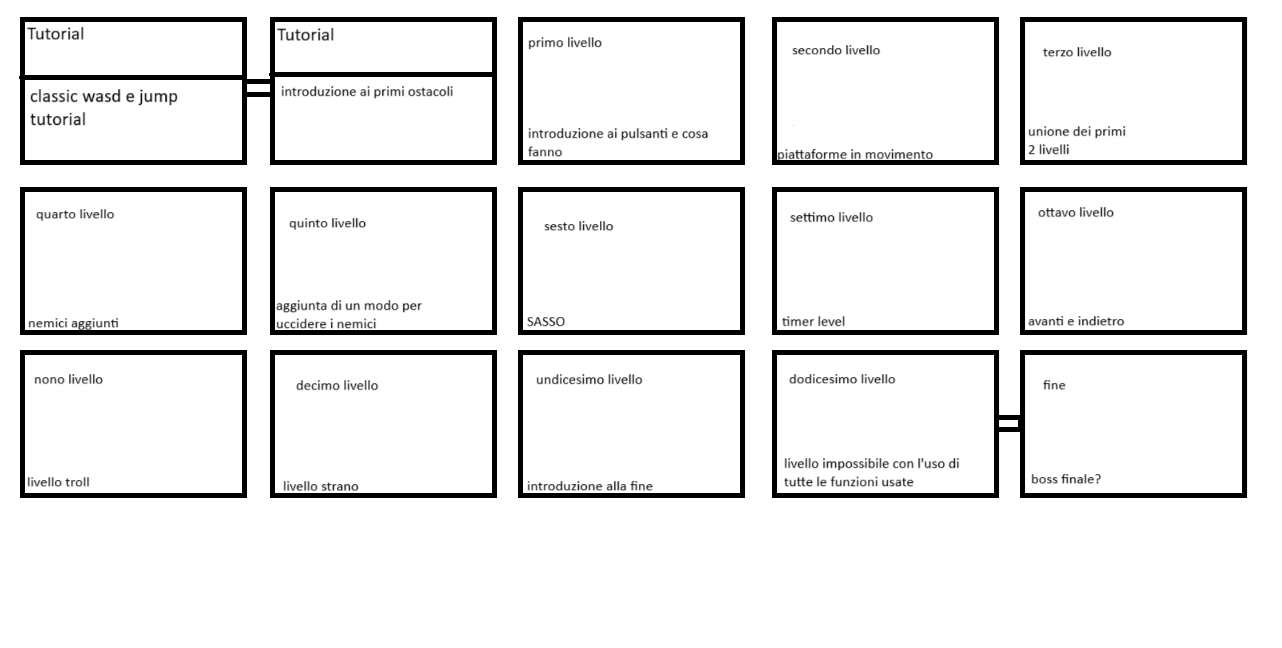 Tutorial
classic wasd e jump
tutorial
Tutorial
introduzione ai primi ostacoli
primo livello
introduzione ai pulsanti e cosa
fanno
secondo livello
piattaforme in movimento
terzo livello
unione dei primi
2 livelli
quarto livello
nemici aggiunti
quinto livello
aggiunta di un modo per
uccidere i nemici
sesto livello
SASSO
settimo livello
timer level
ottavo livello
avanti e indietro
nono livello
livello troll
decimo livello
livello strano
undicesimo livello
introduzione alla fine
dodicesimo livello
livello impossibile con l'uso di
tutte le funzioni usate
fine
boss finale?